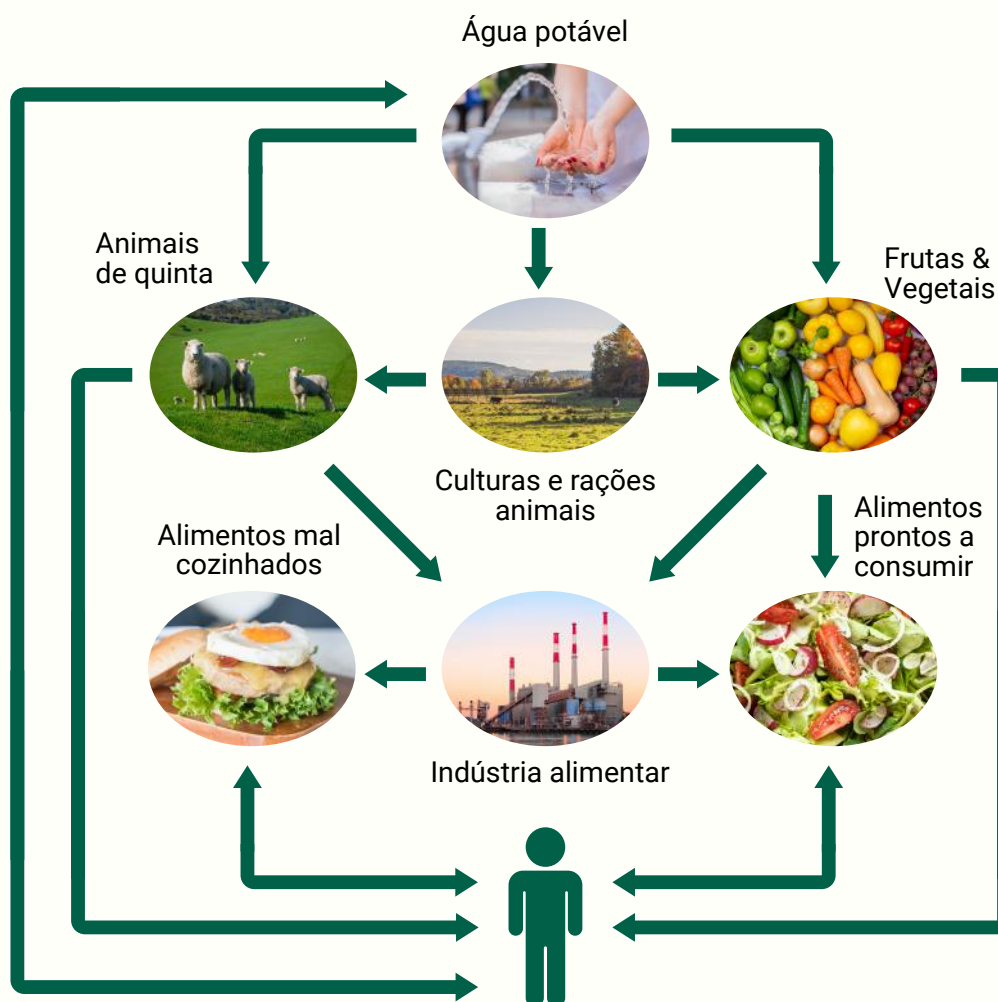 Água potável
Animais
de quinta
Frutas &
Vegetais
Culturas e rações
animais
Alimentos mal
cozinhados
Alimentos
prontos a
consumir
Indústria alimentar